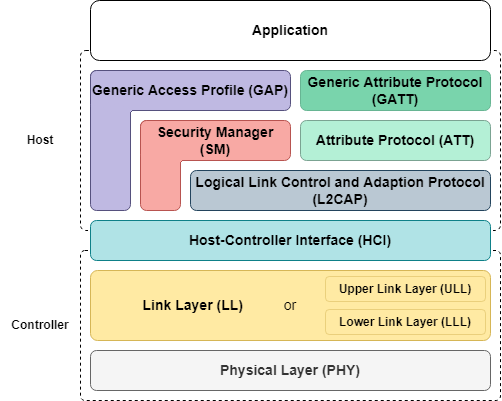 Application
Generic Access Profile (GAP)
Generic Attribute Protocol
(GATT)
Host
Security Manager
(SM)
Attribute Protocol (ATT)
Logical Link Control and Adaption Protocol
(L2CAP)
Host-Controller Interface (HCI)
Controller
Link Layer (LL)
or
Upper Link Layer (ULL)
Lower Link Layer (LLL)
Physical Layer (PHY)